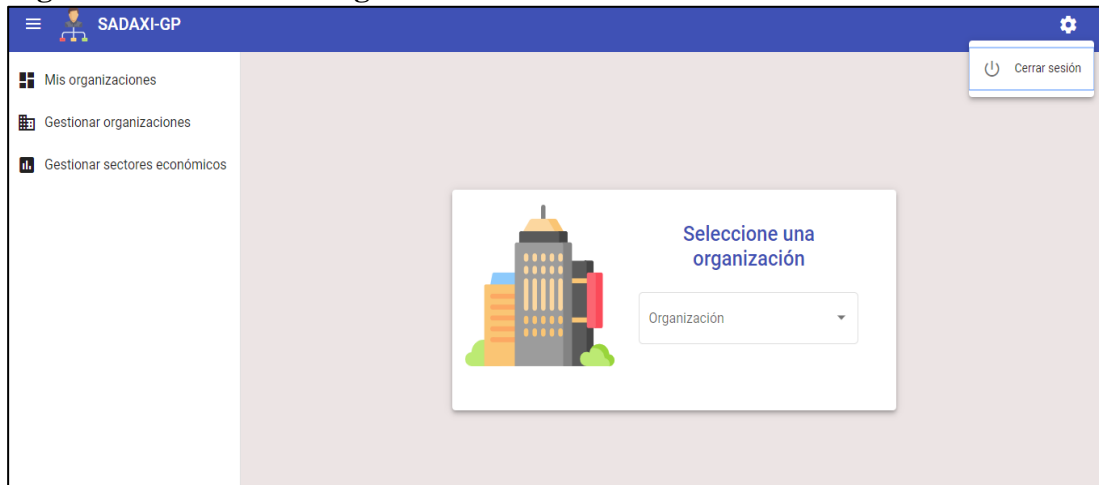 SADAXI-GP
Cerrar sesión
Mis organizaciones
Gestionar organizaciones
Gestionar sectores económicos
Seleccione una
organización
Organización